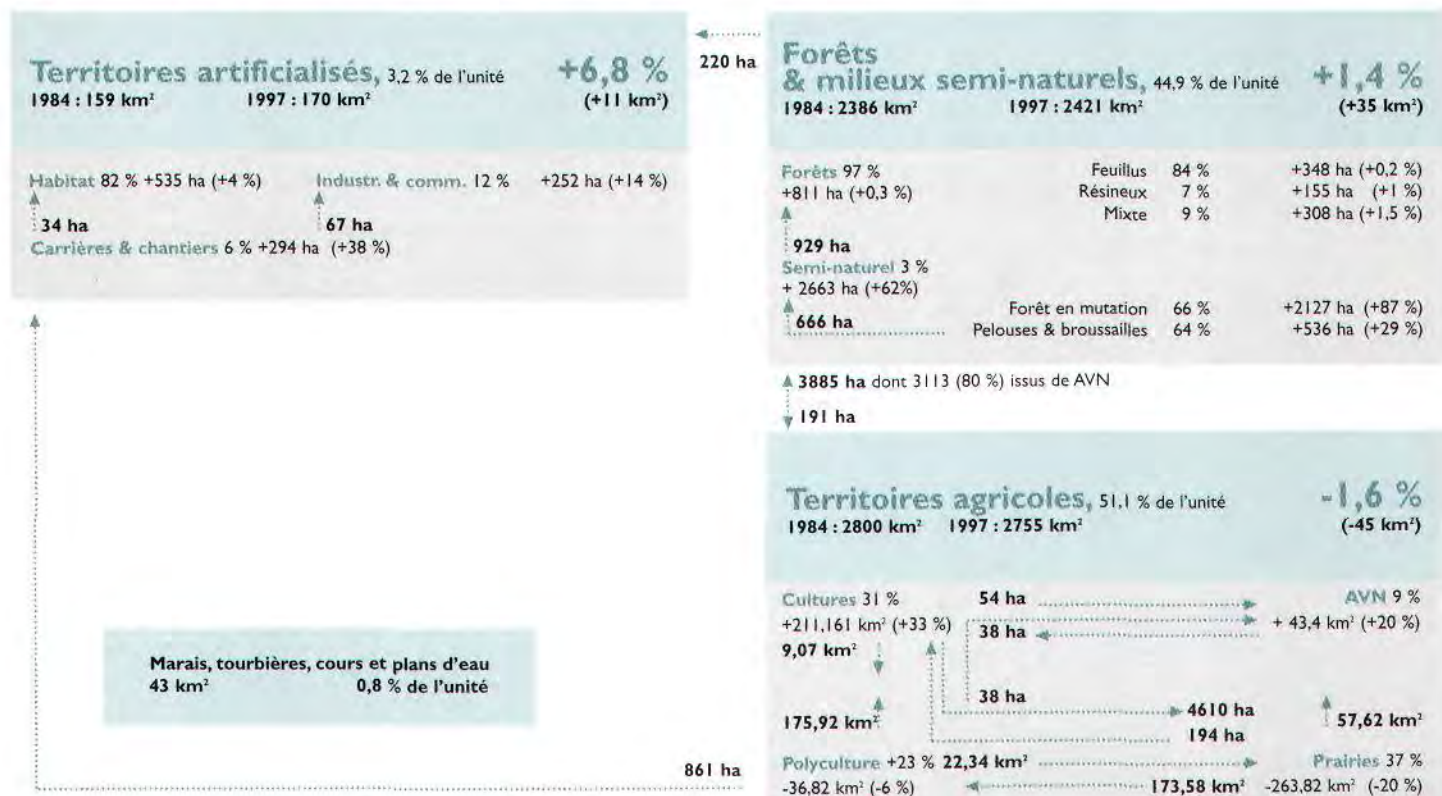 Territoires artificialisés, 3,2 % de l'unité +6,8 %
1984 : 159 km² 1997 : 170 km² (+11 km²)
Habitat 82 % +535 ha (+4 %) Industr. & comm. 12 % +252 ha (+14 %)
34 ha 67 ha
Carrières & chantiers 6 % +294 ha (+38 %)
220 ha
Forêts
& milieux semi-naturels, 44,9 % de l'unité +1,4 %
1984 : 2386 km² 1997 : 2421 km² (+35 km²)
Forêts 97 % Feuillus 84 % +348 ha (+0,2 %)
+811 ha (+0,3 %) Résineux 7 % +155 ha (+1 %)
Mixte 9 % +308 ha (+1,5 %)
929 ha
Semi-naturel 3 %
+ 2663 ha (+62%)
Forêt en mutation 66 % +2127 ha (+87 %)
666 ha Pelouses & broussailles 64 % +536 ha (+29 %)
3885 ha dont 3113 (80 %) issus de AVN
191 ha
Territoires agricoles, 51,1 % de l'unité -1,6 %
1984 : 2800 km² 1997 : 2755 km² (-45 km²)
Cultures 31 % 54 ha AVN 9 %
+211,161 km² (+33 %) 38 ha + 43,4 km² (+20 %)
9,07 km²
38 ha
175,92 km² 4610 ha 57,62 km²
194 ha
Polyculture +23 % 22,34 km² Prairies 37 %
-36,82 km² (-6 %) 173,58 km² -263,82 km² (-20 %)
Marais, tourbières, cours et plans d'eau
43 km² 0,8 % de l'unité
861 ha